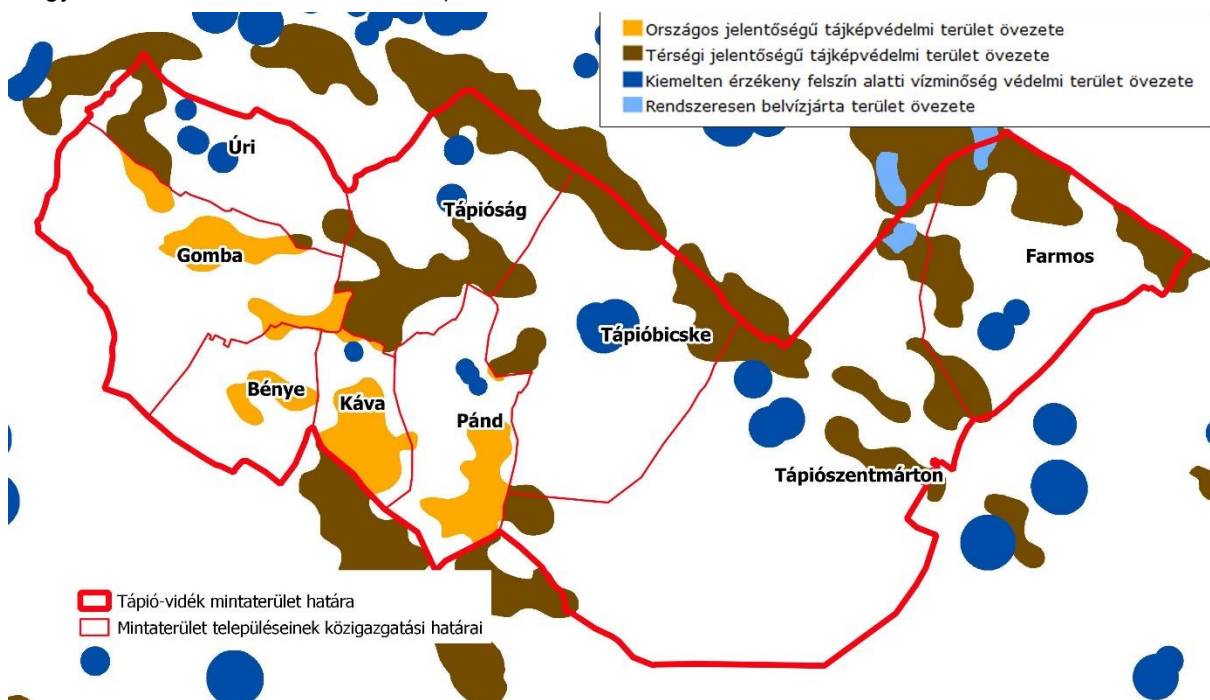 Országos jelentőségű tájképvédelmi terület övezete
Térségi jelentőségű tájképvédelmi terület övezete
Kiemelten érzékeny felszín alatti vízminőség védelmi terület övezete
Rendszeresen belvízjárta terület övezete
Úri
Tápióság
Gomba
Farmos
Tápióbicske
Bénye
Káva
Pánd
Tápiószentmárton
Tápió-vidék mintaterület határa
Mintaterület településeinek közigazgatási határai